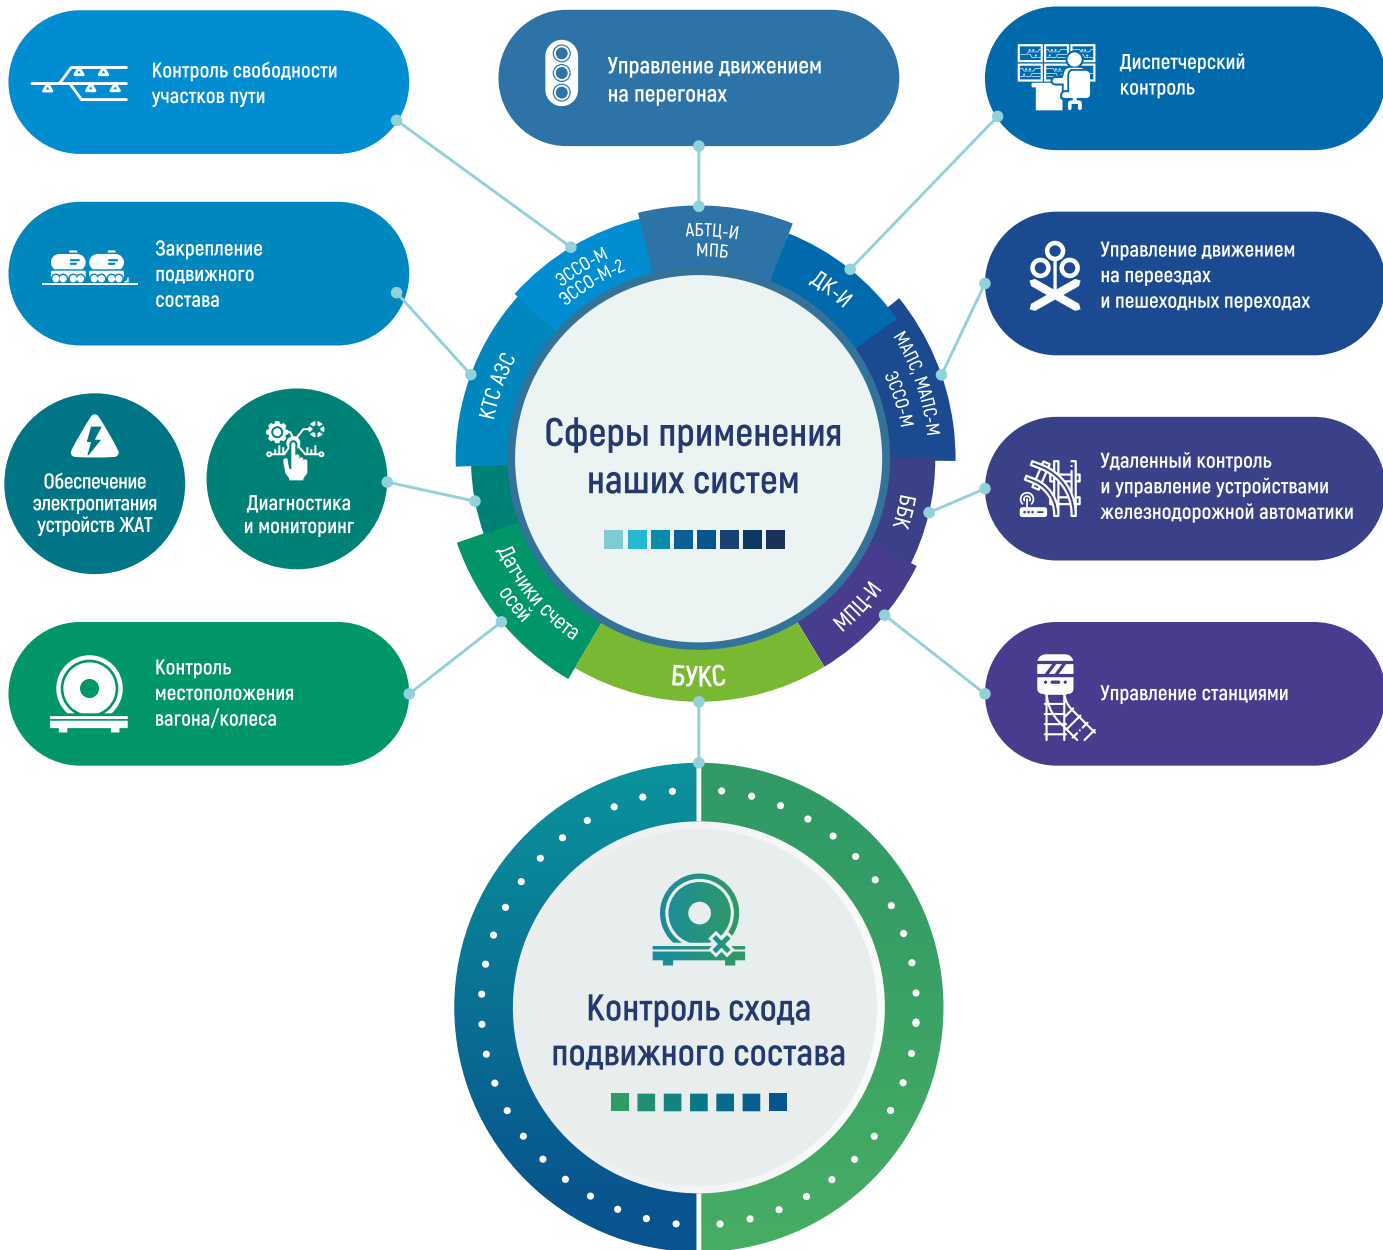 Контроль свободности
участков пути
Управление движением
на перегонах
Диспетчерский
контроль
Закрепление
подвижного
состава
Управление движением
на переездах
и пешеходных переходах
Обеспечение
электропитания
устройств ЖАТ
Диагностика
и мониторинг
Удаленный контроль
и управление устройствами
железнодорожной автоматики
Контроль
местоположения
вагона/колеса
Управление станциями
АБТЦ-И
МПБ
ЭССО-М
ЭССО-М-2
ДК-И
КТС АЗС
МАПС, МАПС-М
ЭССО-М
ББК
МПЦ-И
Датчики счета
осей
БУКС
Сферы применения
наших систем
Контроль схода
подвижного состава